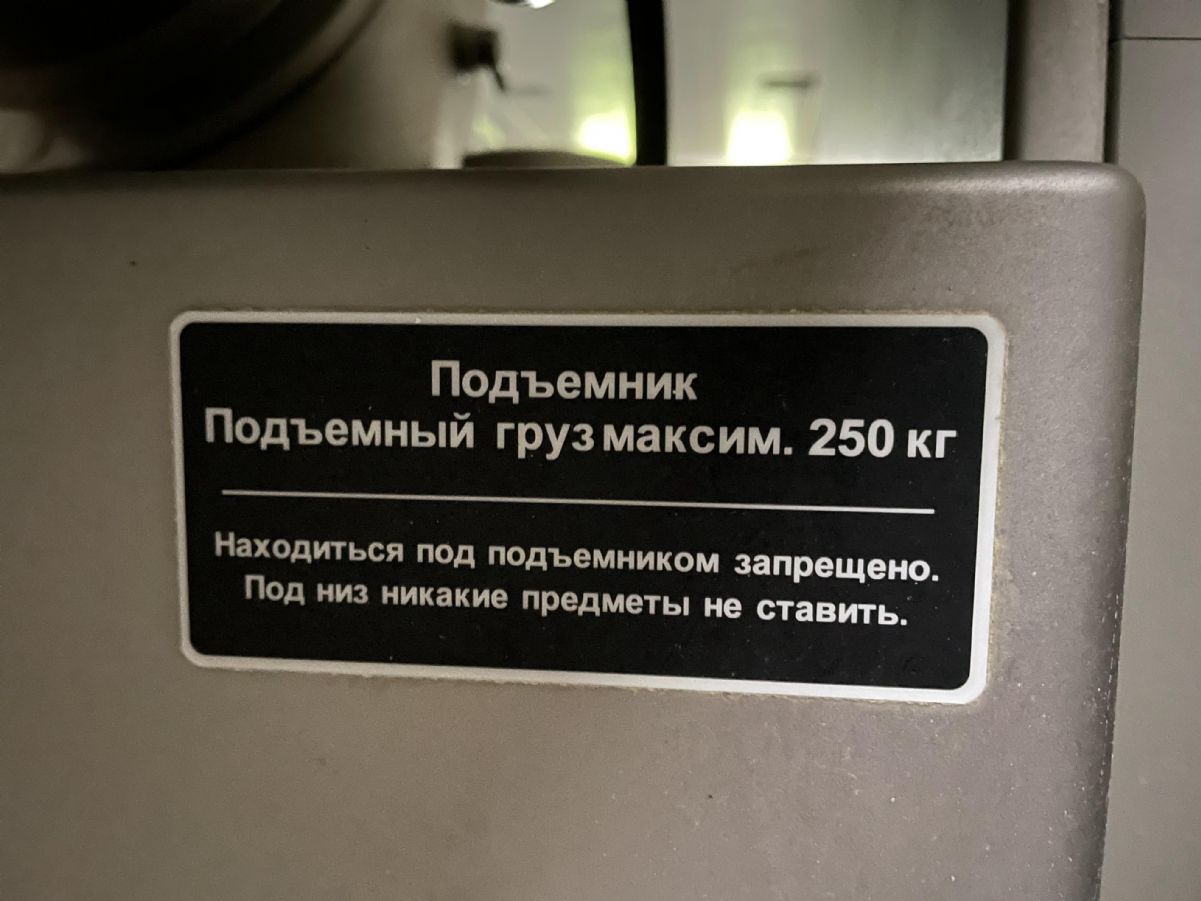 Подъемник
Подъемный груз максим. 250 кг
Находиться под подъемником запрещено.
Под низ никакие предметы не ставить.